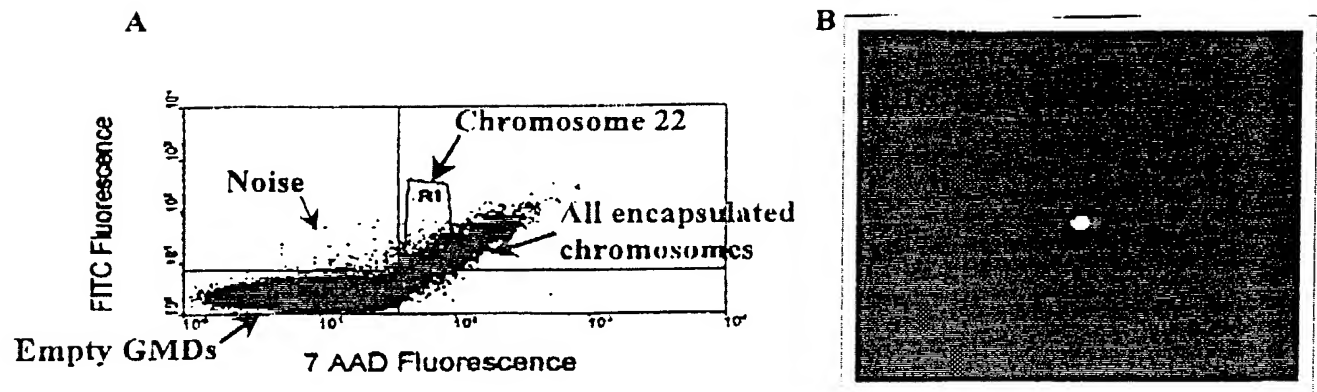 A
B
Chromosome 22
Noise
R1
All encapsulated
chromosomes
FITC Fluorescence
Empty GMDs
7 AAD Fluorescence